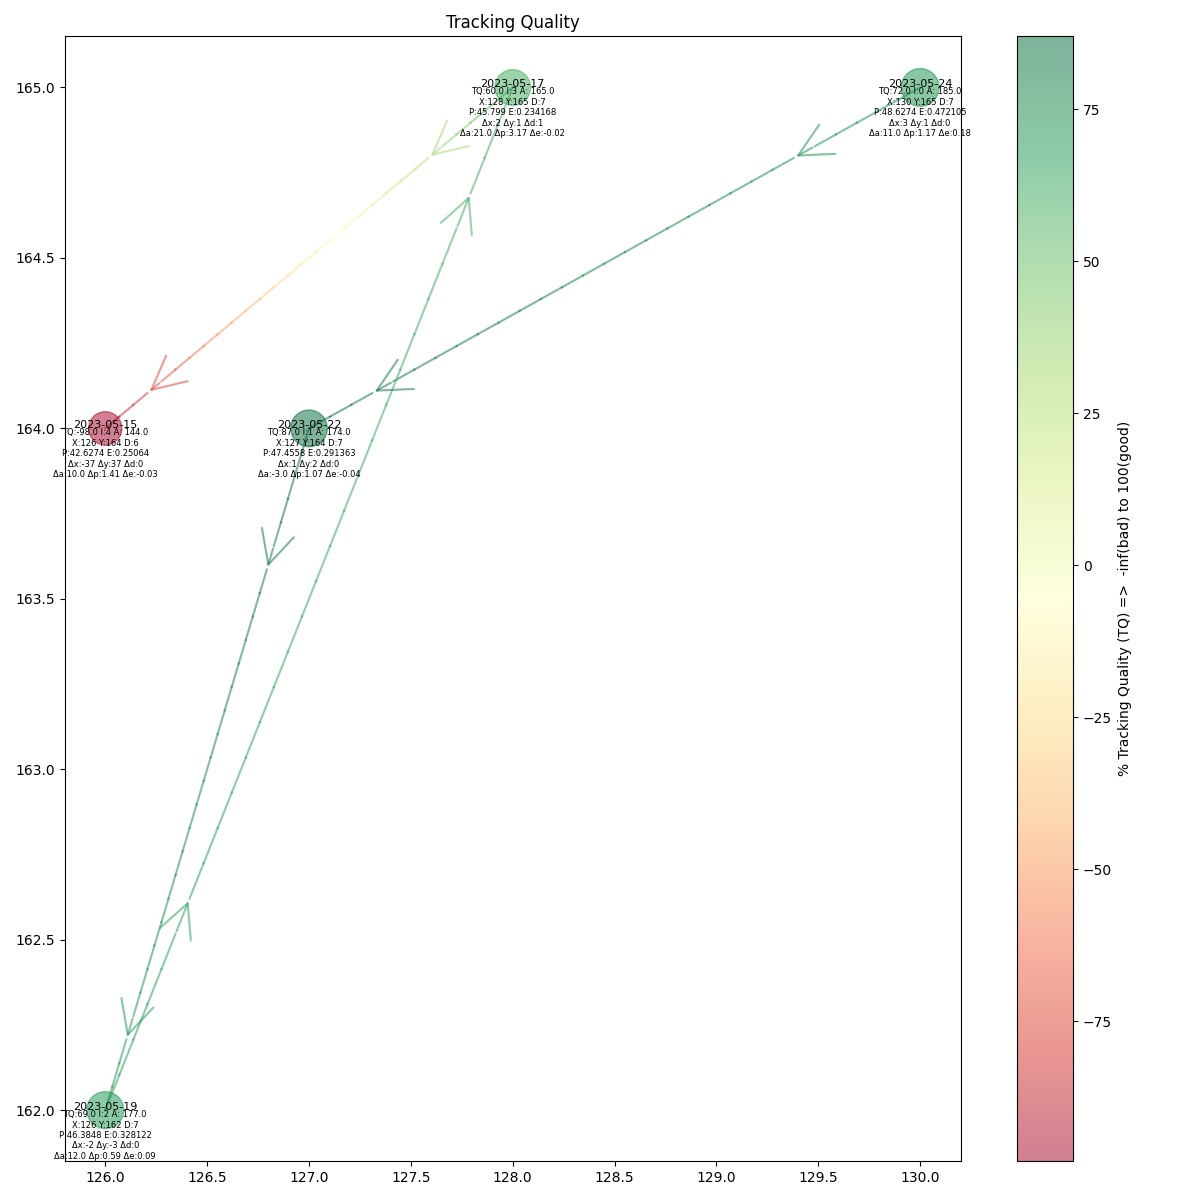 Tracking Quality
165.0
164.5
164.0
163.5
163.0
162.5
162.0
2023-05-17
TQ:60.0 I:3 A: 165.0
X:128 Y:165 D:7
P:45.799 E:0.234168
Δx:2 Δy:1 Δd:1
Δa:21.0 Δp:3.17 Δe:-0.02
2023-05-24
TQ:72.0 I:0 A: 185.0
X:130 Y:165 D:7
P:48.6274 E:0.472105
Δx:3 Δy:1 Δd:0
Δa:11.0 Δp:1.17 Δe:0.18
2023-05-15
TQ:-98.0 I:4 A: 144.0
X:126 Y:164 D:6
P:42.6274 E:0.25064
Δx:-37 Δy:37 Δd:0
Δa:10.0 Δp:1.41 Δe:-0.03
2023-05-22
TQ:87.0 I:1 A: 174.0
X:127 Y:164 D:7
P:47.4558 E:0.291363
Δx:1 Δy:2 Δd:0
Δa:-3.0 Δp:1.07 Δe:-0.04
2023-05-19
TQ:69.0 I:2 A: 177.0
X:126 Y:162 D:7
P:46.3848 E:0.328122
Δx:-2 Δy:-3 Δd:0
Δa:12.0 Δp:0.59 Δe:0.09
126.0
126.5
127.0
127.5
128.0
128.5
129.0
129.5
130.0
75
50
25
0
−25
−50
−75
% Tracking Quality (TQ) => -inf(bad) to 100(good)